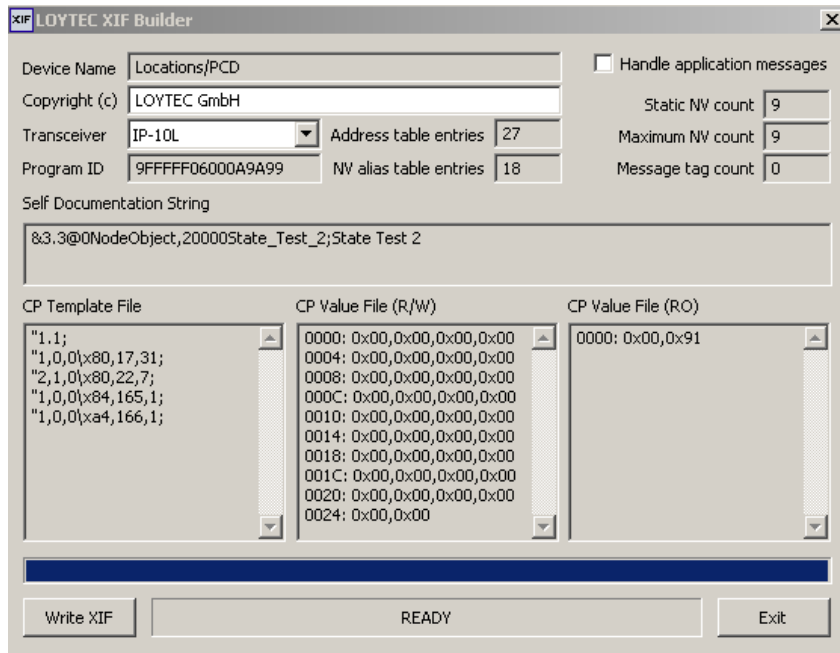 XIF LOYTEC XIF Builder
Device Name Locations/PCD Handle application messages
Copyright (c) LOYTEC GmbH Static NV count 9
Transceiver IP-10L Address table entries 27 Maximum NV count 9
Program ID 9FFFFF06000A9A99 NV alias table entries 18 Message tag count 0
Self Documentation String
&3.3@0NodeObject,20000State_Test_2;State Test 2
CP Template File
"1.1;
"1,0,0\x80,17,31;
"2,1,0\x80,22,7;
"1,0,0\x84,165,1;
"1,0,0\xa4,166,1;
CP Value File (R/W)
0000: 0x00,0x00,0x00,0x00
0004: 0x00,0x00,0x00,0x00
0008: 0x00,0x00,0x00,0x00
000C: 0x00,0x00,0x00,0x00
0010: 0x00,0x00,0x00,0x00
0014: 0x00,0x00,0x00,0x00
0018: 0x00,0x00,0x00,0x00
001C: 0x00,0x00,0x00,0x00
0020: 0x00,0x00,0x00,0x00
0024: 0x00,0x00
CP Value File (RO)
0000: 0x00,0x91
Write XIF READY Exit